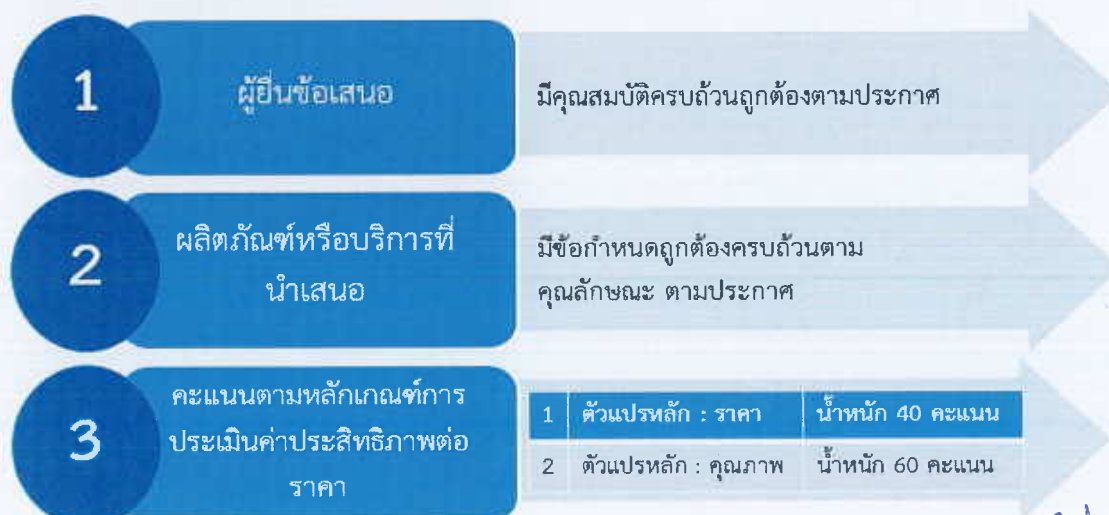 1
ผู้ยื่นข้อเสนอ
มีคุณสมบัติครบถ้วนถูกต้องตามประกาศ
2
ผลิตภัณฑ์หรือบริการที่
นำเสนอ
มีข้อกำหนดถูกต้องครบถ้วนตาม
คุณลักษณะ ตามประกาศ
3
คะแนนตามหลักเกณฑ์การ
ประเมินค่าประสิทธิภาพต่อ
ราคา
1 ตัวแปรหลัก : ราคา น้ำหนัก 40 คะแนน
2 ตัวแปรหลัก : คุณภาพ น้ำหนัก 60 คะแนน